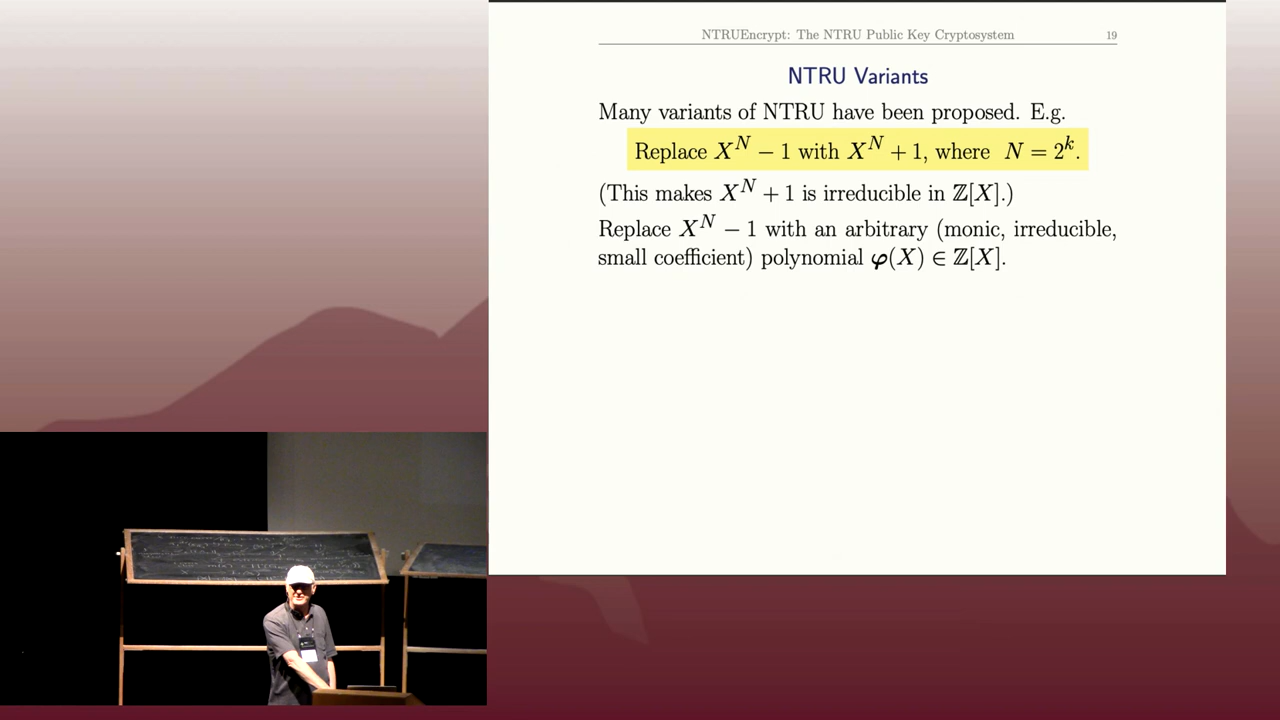 NTRUEncrypt: The NTRU Public Key Cryptosystem 19
NTRU Variants
Many variants of NTRU have been proposed. E.g.
Replace X^N − 1 with X^N + 1, where N = 2^k.
(This makes X^N + 1 is irreducible in ℤ[X].)
Replace X^N − 1 with an arbitrary (monic, irreducible,
small coefficient) polynomial φ(X) ∈ ℤ[X].